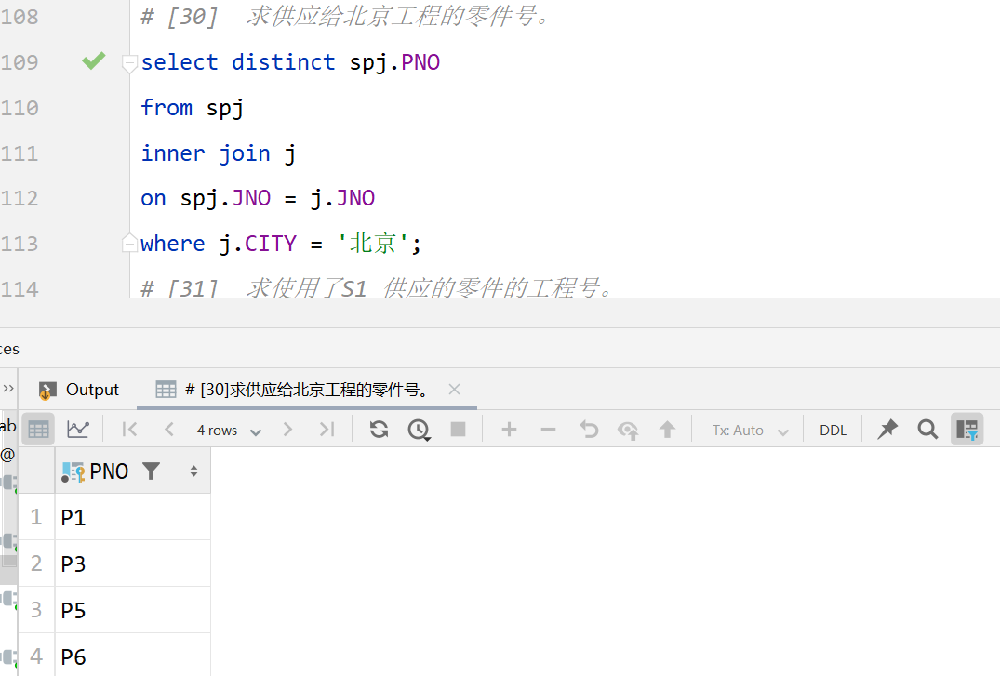 108 # [30] 求供应给北京工程的零件号。
109 select distinct spj.PNO
110 from spj
111 inner join j
112 on spj.JNO = j.JNO
113 where j.CITY = '北京';
114 # [31] 求使用了S1 供应的零件的工程号。
ces
Output # [30]求供应给北京工程的零件号。
ab 4 rows Tx: Auto DDL
@ PNO
1 P1
2 P3
3 P5
4 P6